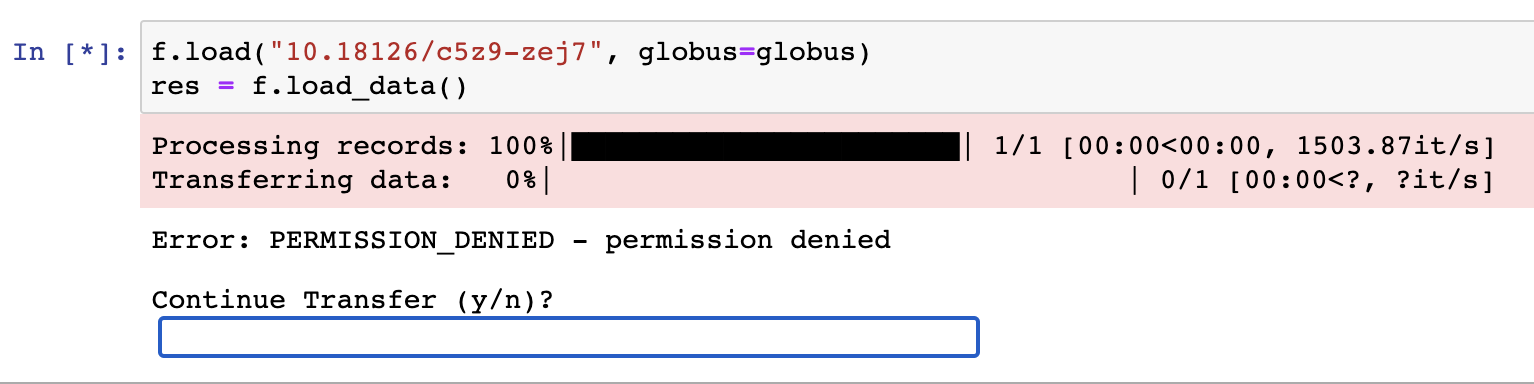 In [*]: f.load("10.18126/c5z9-zej7", globus=globus)
res = f.load_data()
Processing records: 100%|██████████| 1/1 [00:00<00:00, 1503.87it/s]
Transferring data:   0%|          | 0/1 [00:00<?, ?it/s]
Error: PERMISSION_DENIED - permission denied
Continue Transfer (y/n)?